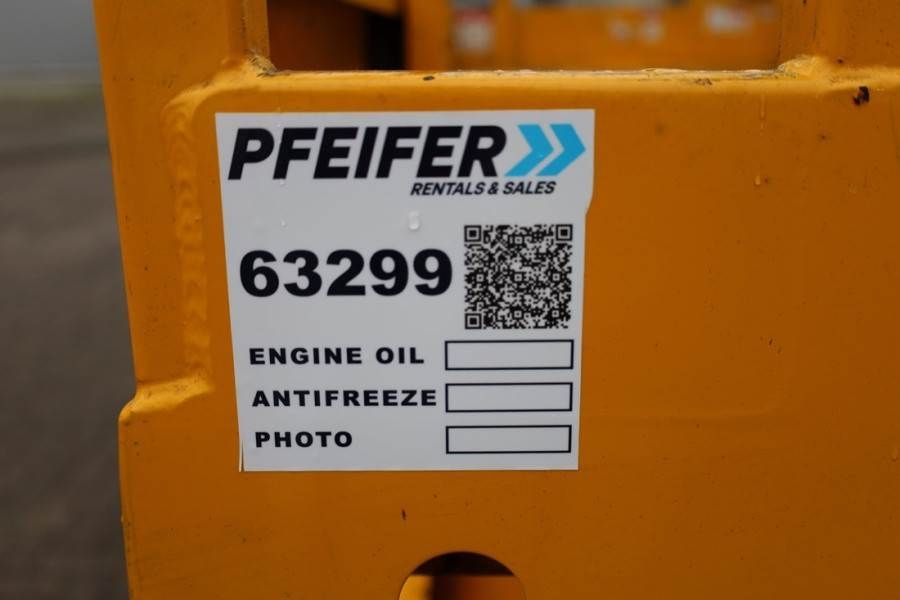 PFEIFER
RENTALS & SALES
63299
ENGINE OIL
ANTIFREEZE
PHOTO